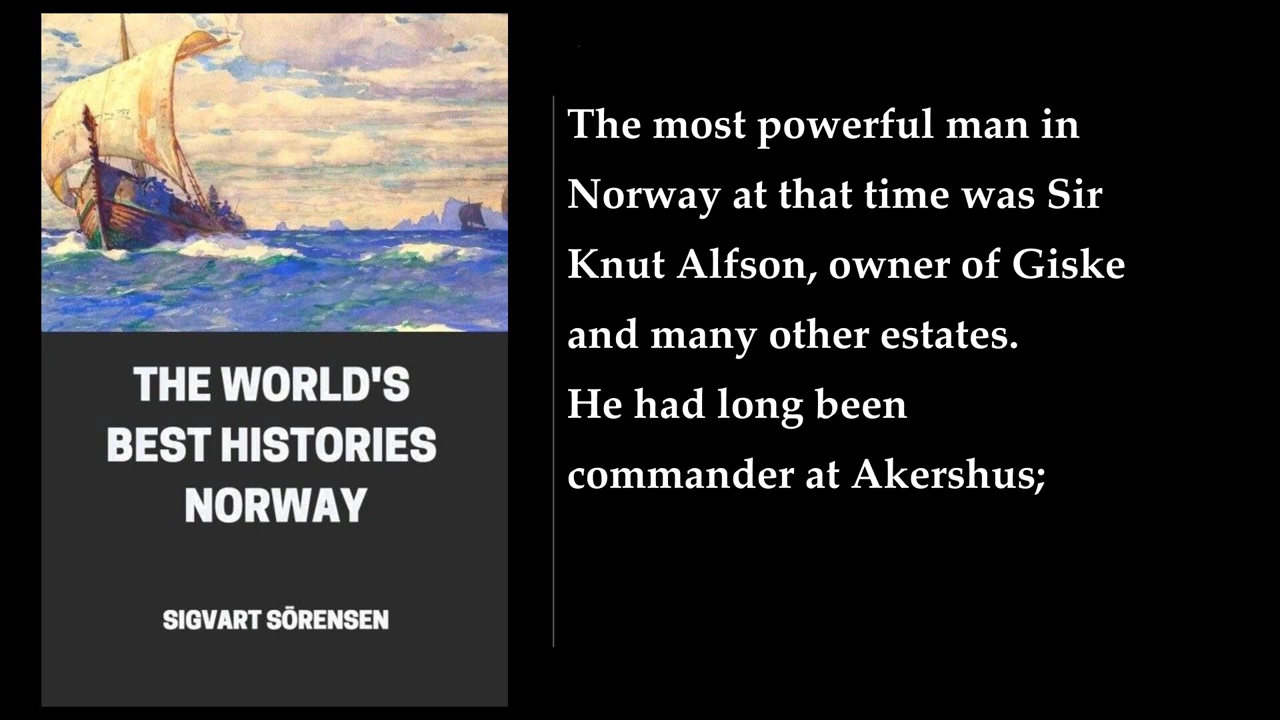 THE WORLD'S
BEST HISTORIES
NORWAY
SIGVART SÖRENSEN
The most powerful man in
Norway at that time was Sir
Knut Alfson, owner of Giske
and many other estates.
He had long been
commander at Akershus;